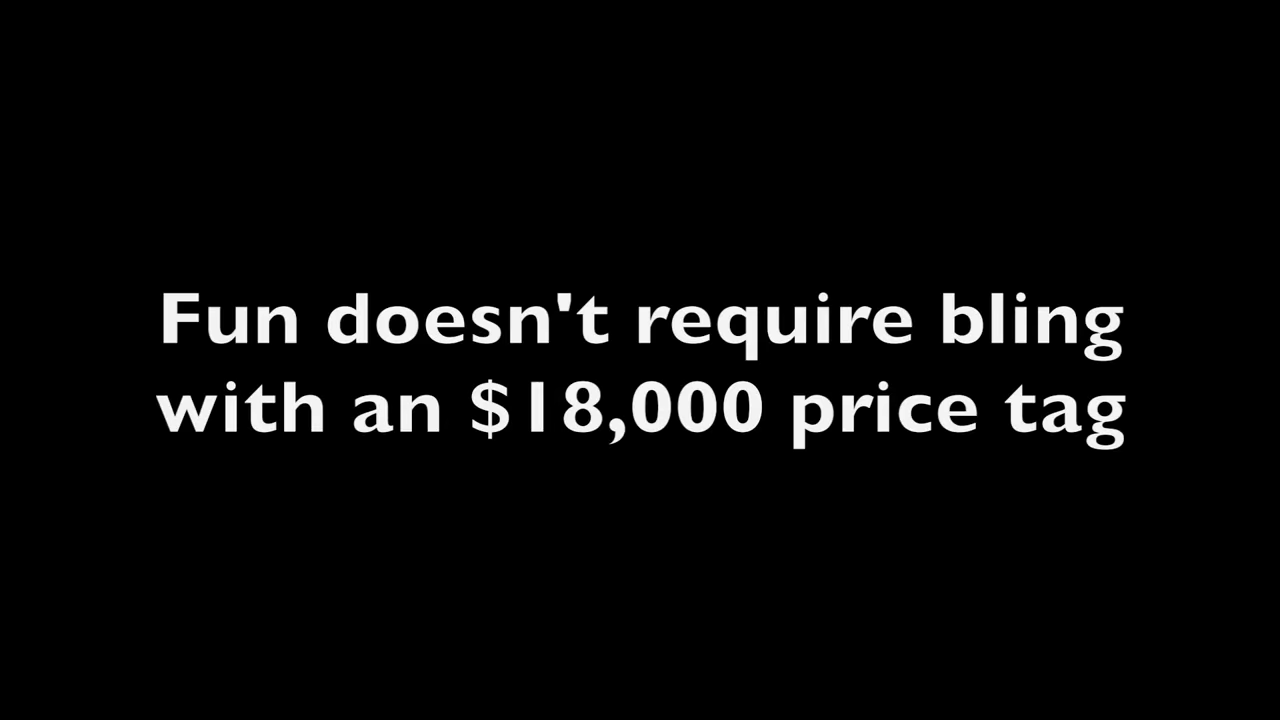 Fun doesn't require bling
with an $18,000 price tag